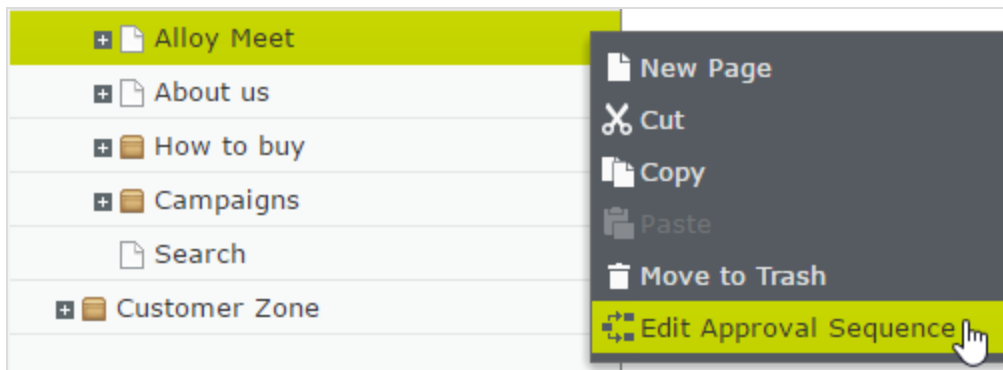 Alloy Meet
About us
How to buy
Campaigns
Search
Customer Zone
New Page
Cut
Copy
Paste
Move to Trash
Edit Approval Sequence